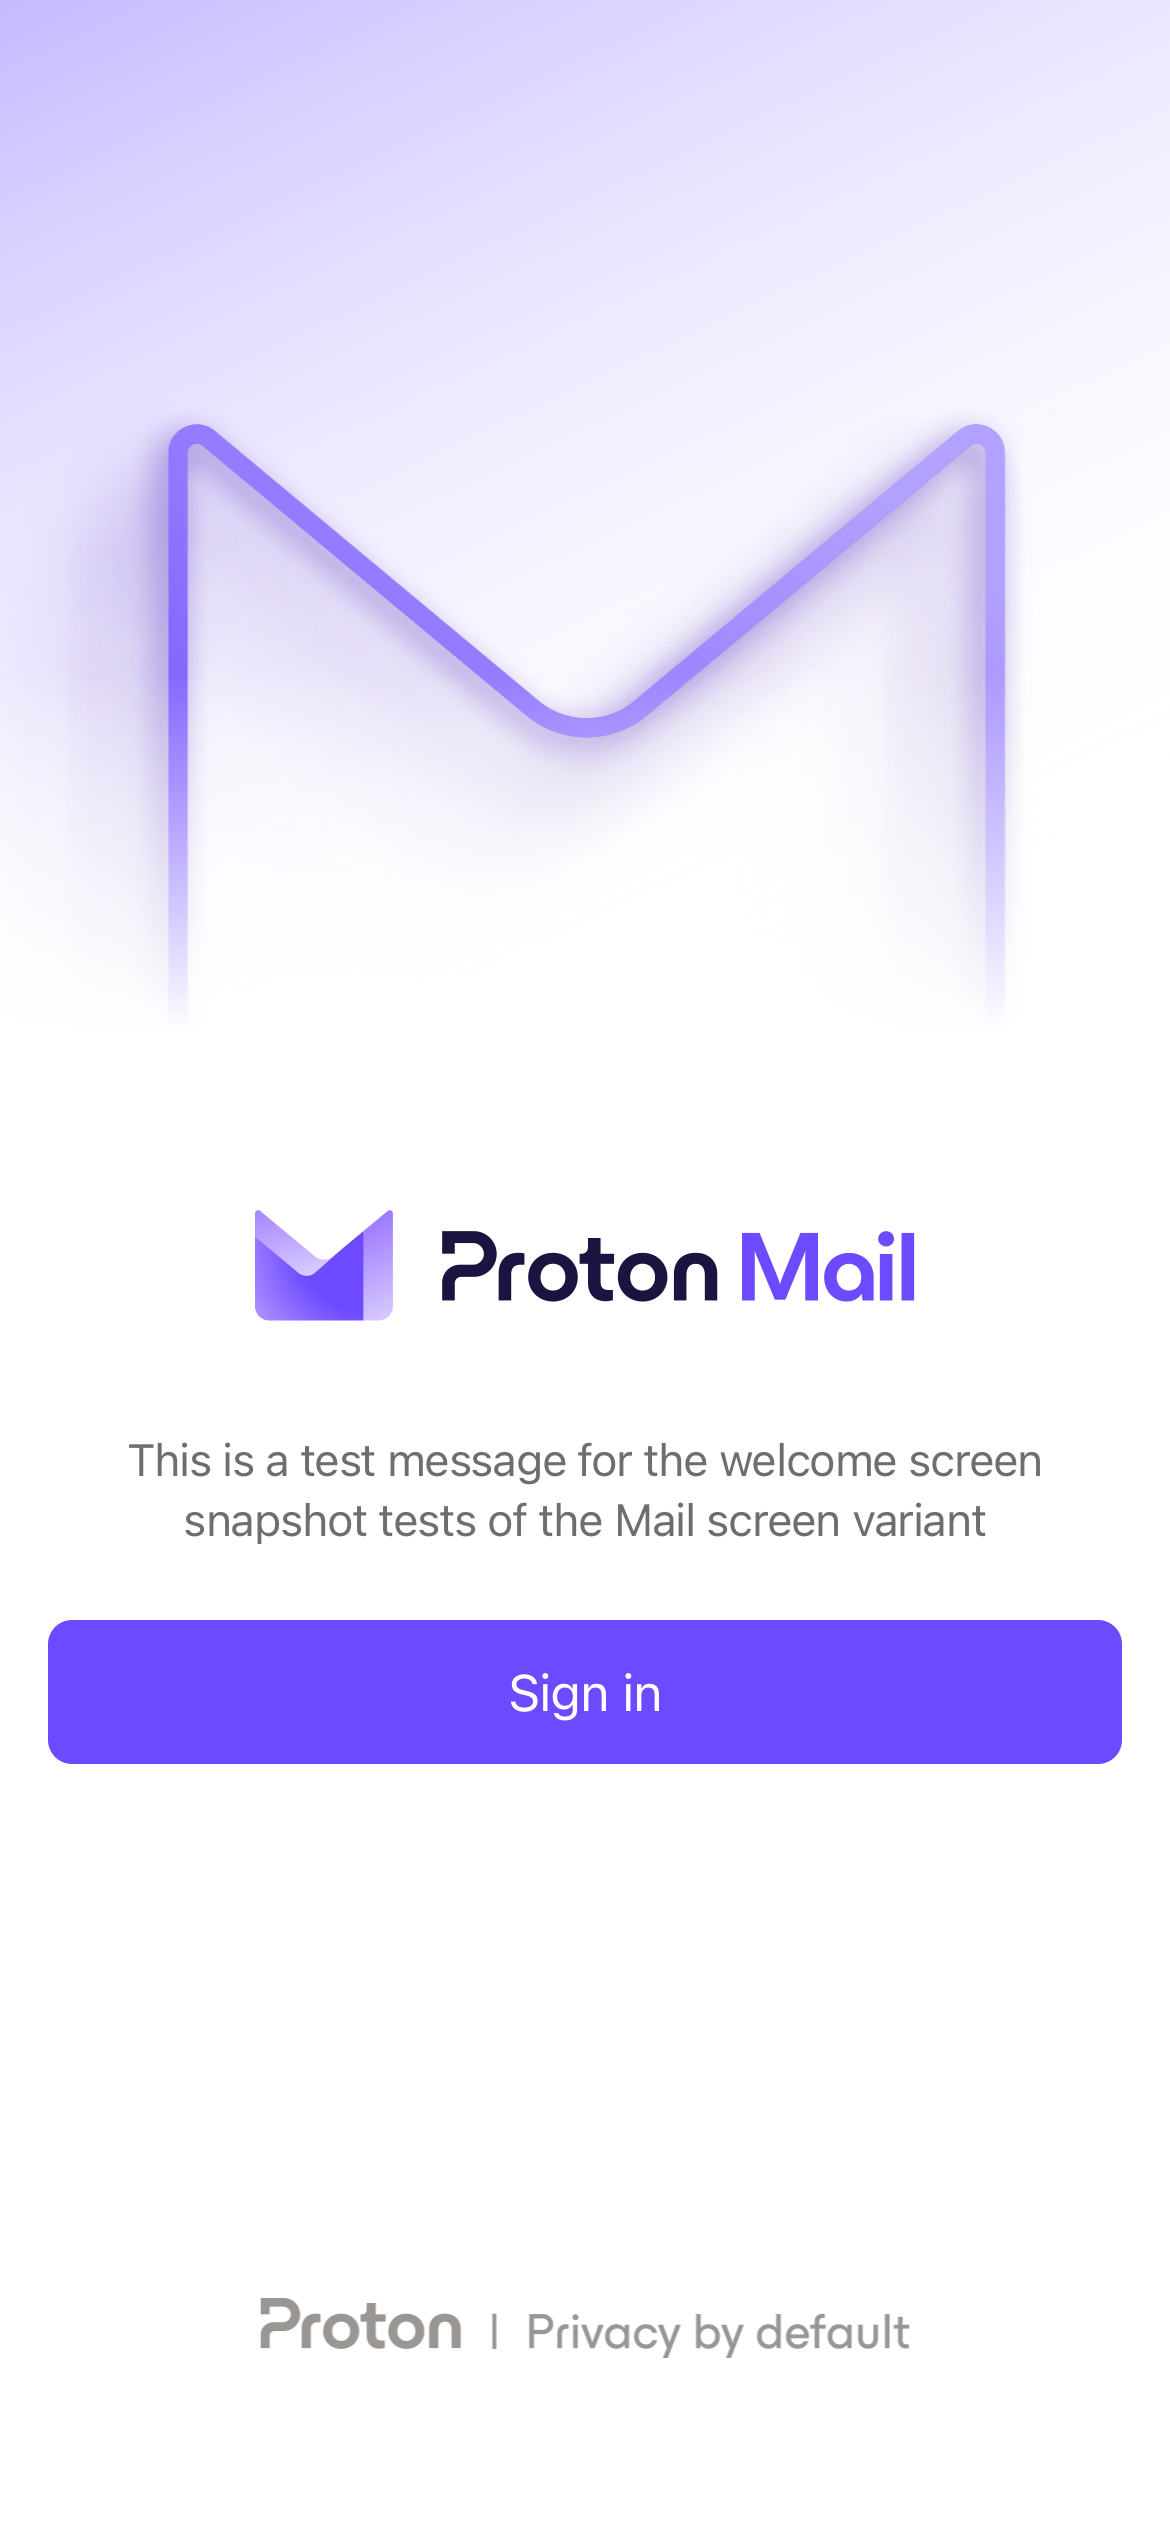 Proton Mail
This is a test message for the welcome screen
snapshot tests of the Mail screen variant
Sign in
Proton | Privacy by default